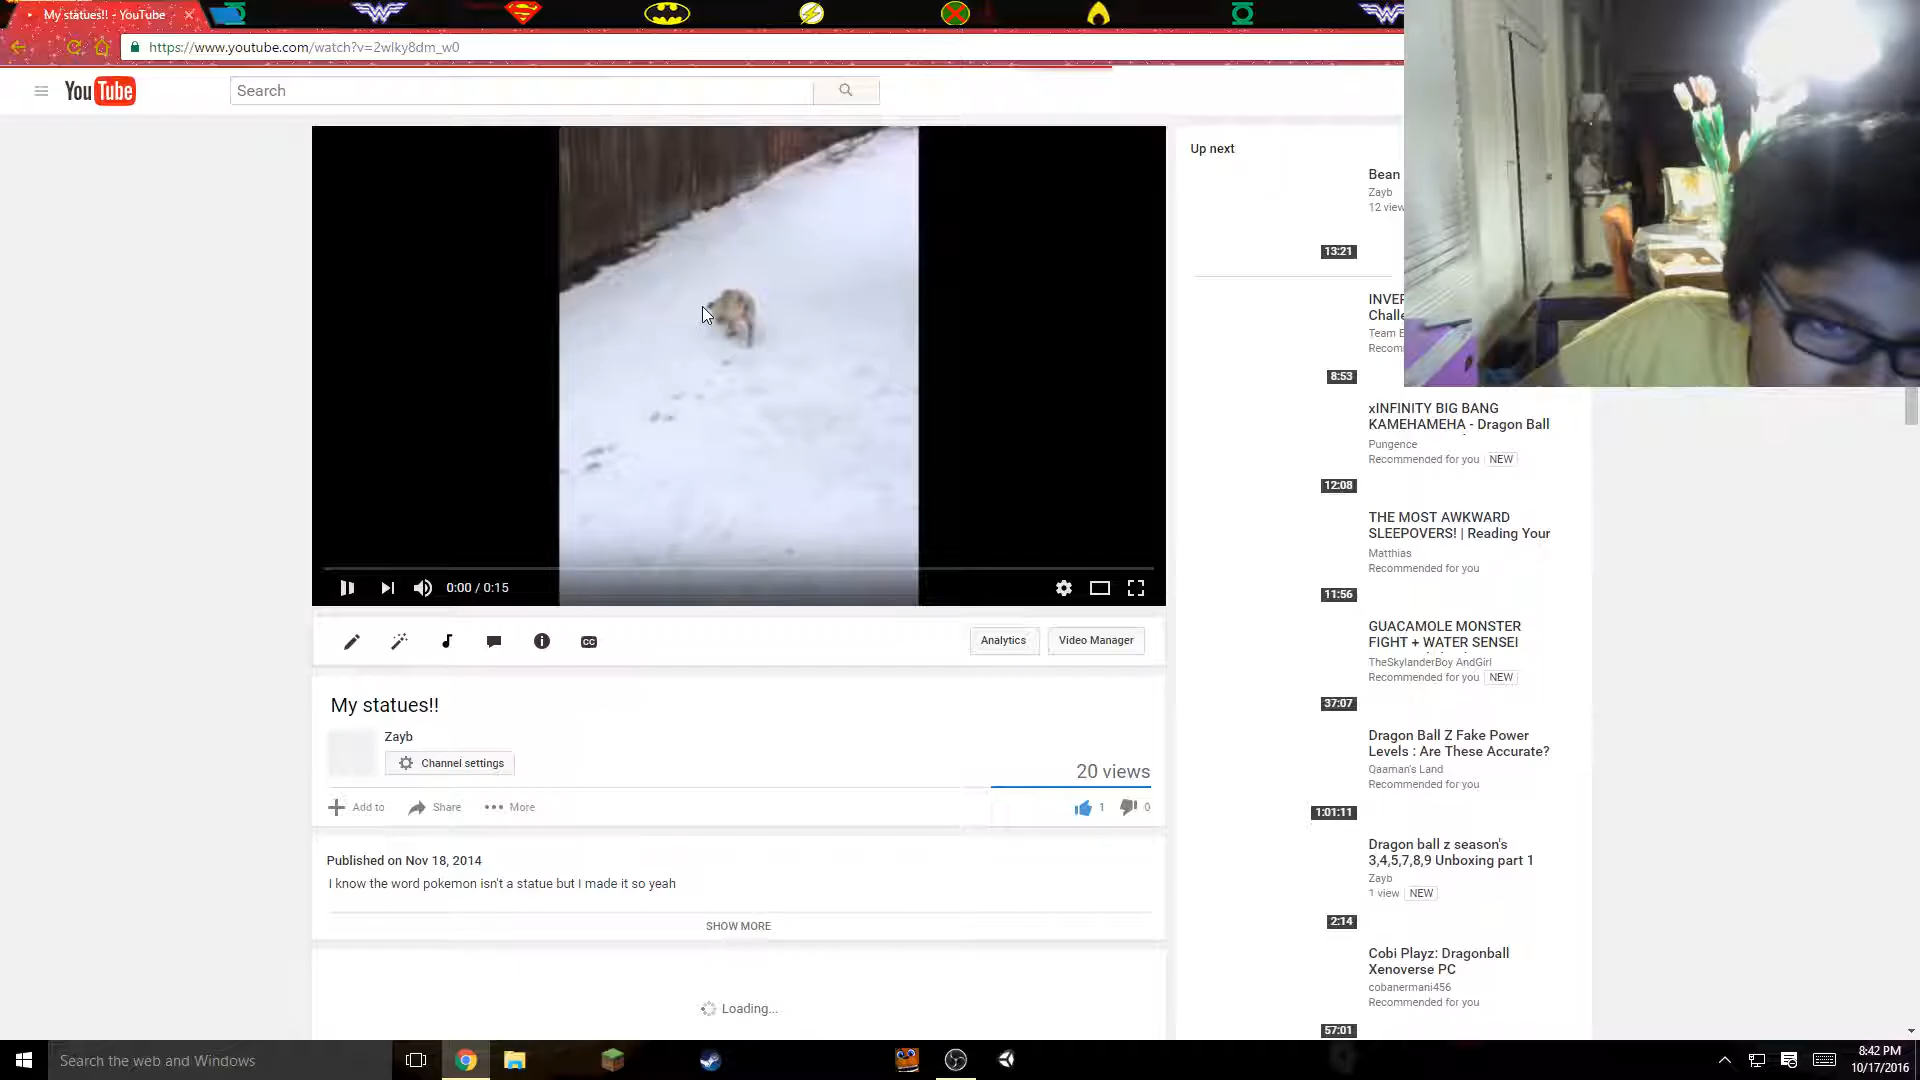 My statues!! - YouTube
https://www.youtube.com/watch?v=2wlky8dm_w0
YouTube
Search
Up next
Bean
Zayb
12 view
13:21
INVER
Challe
Team E
Recom
8:53
xINFINITY BIG BANG
KAMEHAMEHA - Dragon Ball
Pungence
Recommended for you NEW
12:08
THE MOST AWKWARD
SLEEPOVERS! | Reading Your
Matthias
Recommended for you
11:56
GUACAMOLE MONSTER
FIGHT + WATER SENSEI
TheSkylanderBoy AndGirl
Recommended for you NEW
37:07
Dragon Ball Z Fake Power
Levels : Are These Accurate?
Qaaman's Land
Recommended for you
1:01:11
Dragon ball z season's
3,4,5,7,8,9 Unboxing part 1
Zayb
1 view NEW
2:14
Cobi Playz: Dragonball
Xenoverse PC
cobanermani456
Recommended for you
57:01
0:00 / 0:15
CC
Analytics
Video Manager
My statues!!
Zayb
Channel settings
20 views
Add to
Share
More
1
0
Published on Nov 18, 2014
I know the word pokemon isn't a statue but I made it so yeah
SHOW MORE
Loading...
Search the web and Windows
8:42 PM
10/17/2016